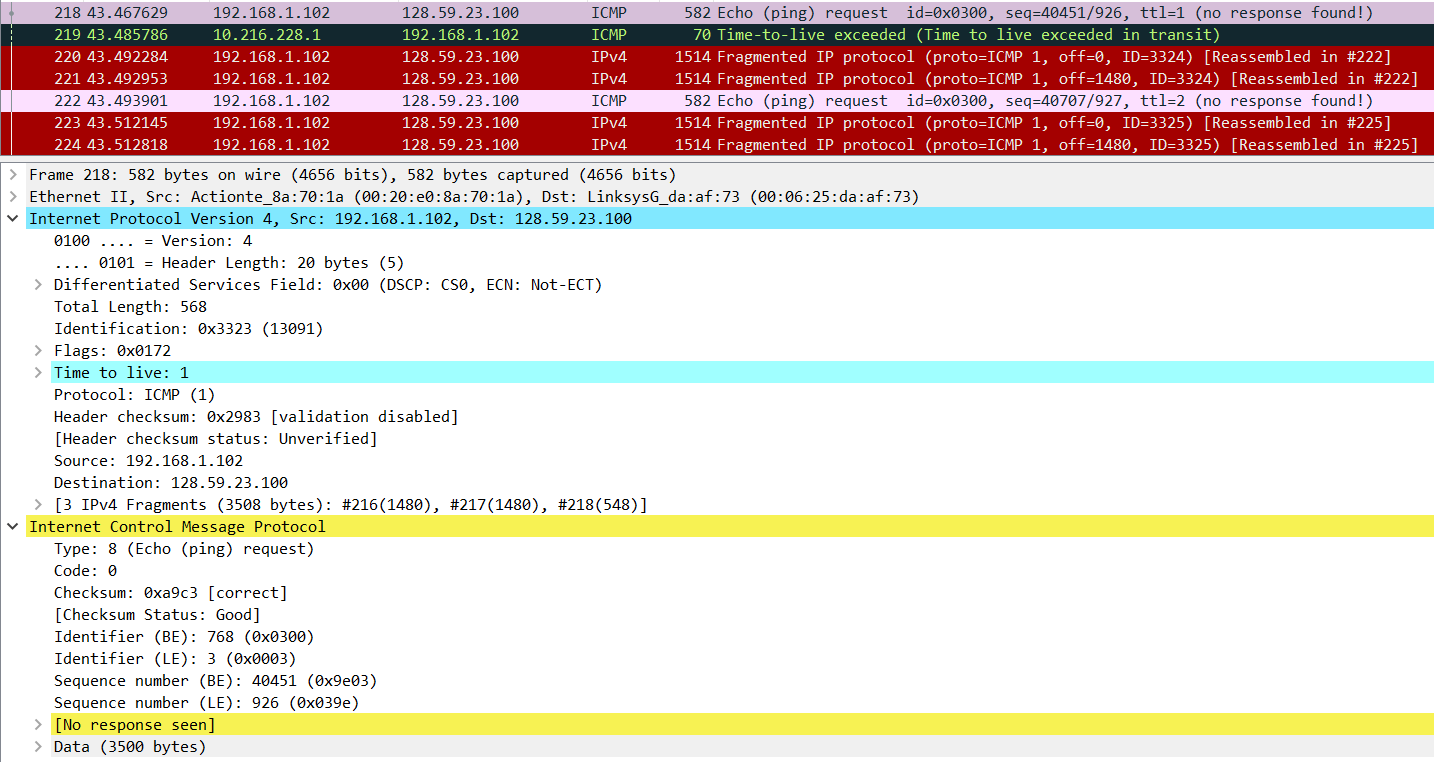 218 43.467629 192.168.1.102 128.59.23.100 ICMP 582 Echo (ping) request id=0x0300, seq=40451/926, ttl=1 (no response found!)
219 43.485786 10.216.228.1 192.168.1.102 ICMP 70 Time-to-live exceeded (Time to live exceeded in transit)
220 43.492284 192.168.1.102 128.59.23.100 IPv4 1514 Fragmented IP protocol (proto=ICMP 1, off=0, ID=3324) [Reassembled in #222]
221 43.492953 192.168.1.102 128.59.23.100 IPv4 1514 Fragmented IP protocol (proto=ICMP 1, off=1480, ID=3324) [Reassembled in #222]
222 43.493901 192.168.1.102 128.59.23.100 ICMP 582 Echo (ping) request id=0x0300, seq=40707/927, ttl=2 (no response found!)
223 43.512145 192.168.1.102 128.59.23.100 IPv4 1514 Fragmented IP protocol (proto=ICMP 1, off=0, ID=3325) [Reassembled in #225]
224 43.512818 192.168.1.102 128.59.23.100 IPv4 1514 Fragmented IP protocol (proto=ICMP 1, off=1480, ID=3325) [Reassembled in #225]
Frame 218: 582 bytes on wire (4656 bits), 582 bytes captured (4656 bits)
Ethernet II, Src: Actionte_8a:70:1a (00:20:e0:8a:70:1a), Dst: LinksysG_da:af:73 (00:06:25:da:af:73)
Internet Protocol Version 4, Src: 192.168.1.102, Dst: 128.59.23.100
0100 .... = Version: 4
.... 0101 = Header Length: 20 bytes (5)
Differentiated Services Field: 0x00 (DSCP: CS0, ECN: Not-ECT)
Total Length: 568
Identification: 0x3323 (13091)
Flags: 0x0172
Time to live: 1
Protocol: ICMP (1)
Header checksum: 0x2983 [validation disabled]
[Header checksum status: Unverified]
Source: 192.168.1.102
Destination: 128.59.23.100
[3 IPv4 Fragments (3508 bytes): #216(1480), #217(1480), #218(548)]
Internet Control Message Protocol
Type: 8 (Echo (ping) request)
Code: 0
Checksum: 0xa9c3 [correct]
[Checksum Status: Good]
Identifier (BE): 768 (0x0300)
Identifier (LE): 3 (0x0003)
Sequence number (BE): 40451 (0x9e03)
Sequence number (LE): 926 (0x039e)
[No response seen]
Data (3500 bytes)